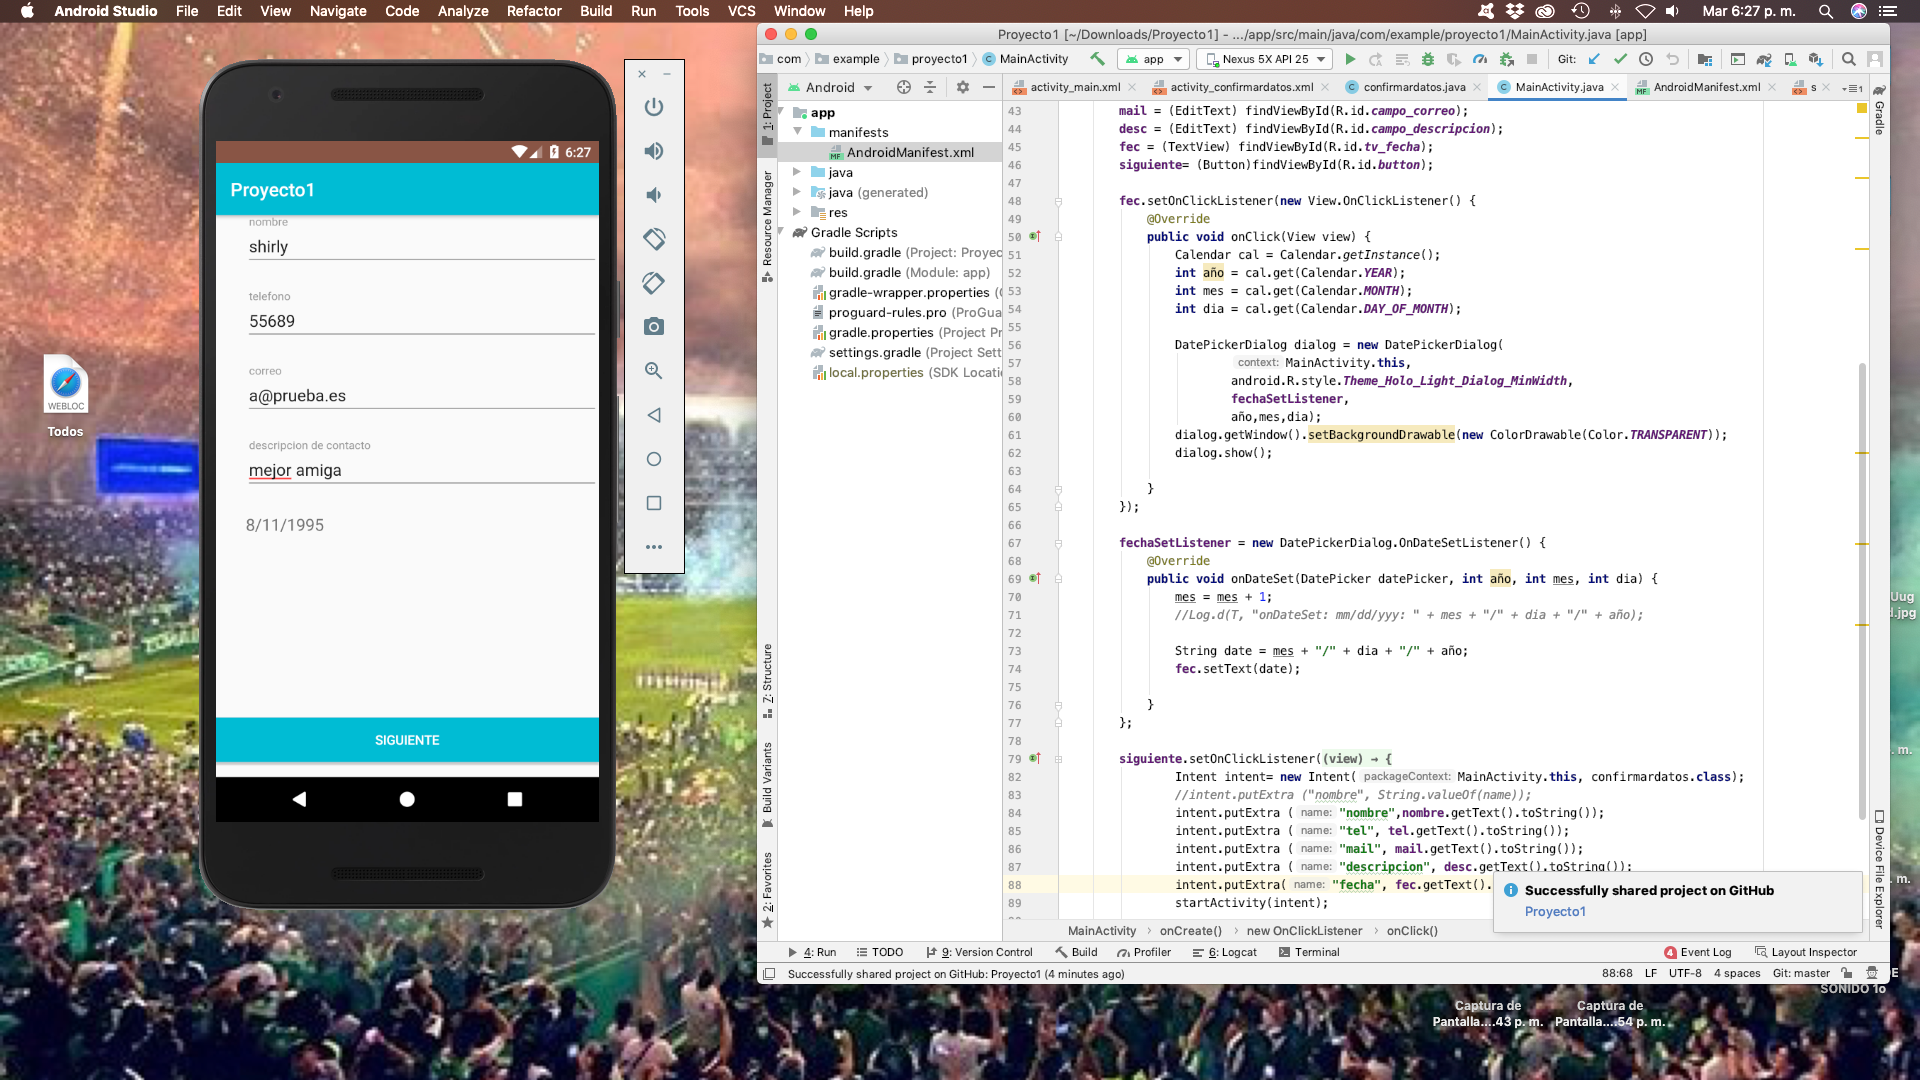 Android Studio File Edit View Navigate Code Analyze Refactor Build Run Tools VCS Window Help
Mar 6:27 p. m.
WEBLOC
Todos
6:27
Proyecto1
nombre
shirly
telefono
55689
correo
a@prueba.es
descripcion de contacto
mejor amiga
8/11/1995
SIGUIENTE
Proyecto1 [~/Downloads/Proyecto1] - .../app/src/main/java/com/example/proyecto1/MainActivity.java [app]
com example proyecto1 MainActivity app Nexus 5X API 25 Git:
Android
activity_main.xml activity_confirmardatos.xml confirmardatos.java MainActivity.java AndroidManifest.xml s
1: Project
Resource Manager
Z: Structure
Build Variants
2: Favorites
app
manifests
AndroidManifest.xml
java
java (generated)
res
Gradle Scripts
build.gradle (Project: Proyec
build.gradle (Module: app)
gradle-wrapper.properties (
proguard-rules.pro (ProGua
gradle.properties (Project Pr
settings.gradle (Project Sett
local.properties (SDK Locati
43 mail = (EditText) findViewById(R.id.campo_correo);
44 desc = (EditText) findViewById(R.id.campo_descripcion);
45 fec = (TextView) findViewById(R.id.tv_fecha);
46 siguiente= (Button)findViewById(R.id.button);
47
48 fec.setOnClickListener(new View.OnClickListener() {
49 @Override
50 public void onClick(View view) {
51 Calendar cal = Calendar.getInstance();
52 int año = cal.get(Calendar.YEAR);
53 int mes = cal.get(Calendar.MONTH);
54 int dia = cal.get(Calendar.DAY_OF_MONTH);
55
56 DatePickerDialog dialog = new DatePickerDialog(
57 context: MainActivity.this,
58 android.R.style.Theme_Holo_Light_Dialog_MinWidth,
59 fechaSetListener,
60 año,mes,dia);
61 dialog.getWindow().setBackgroundDrawable(new ColorDrawable(Color.TRANSPARENT));
62 dialog.show();
63
64 }
65 });
66
67 fechaSetListener = new DatePickerDialog.OnDateSetListener() {
68 @Override
69 public void onDateSet(DatePicker datePicker, int año, int mes, int dia) {
70 mes = mes + 1;
71 //Log.d(T, "onDateSet: mm/dd/yyy: " + mes + "/" + dia + "/" + año);
72
73 String date = mes + "/" + dia + "/" + año;
74 fec.setText(date);
75
76 }
77 };
78
79 siguiente.setOnClickListener((view) → {
82 Intent intent= new Intent( packageContext: MainActivity.this, confirmardatos.class);
83 //intent.putExtra ("nombre", String.valueOf(name));
84 intent.putExtra ( name: "nombre",nombre.getText().toString());
85 intent.putExtra ( name: "tel", tel.getText().toString());
86 intent.putExtra ( name: "mail", mail.getText().toString());
87 intent.putExtra ( name: "descripcion", desc.getText().toString());
88 intent.putExtra( name: "fecha", fec.getText().
89 startActivity(intent);
Successfully shared project on GitHub
Proyecto1
Gradle
Device File Explorer
MainActivity › onCreate() › new OnClickListener › onClick()
4: Run TODO 9: Version Control Build Profiler 6: Logcat Terminal 4 Event Log Layout Inspector
Successfully shared project on GitHub: Proyecto1 (4 minutes ago) 88:68 LF UTF-8 4 spaces Git: master
Uug
d.jpg
. m.
. m.
SONIDO 1o
Captura de
Pantalla....43 p. m.
Captura de
Pantalla....54 p. m.